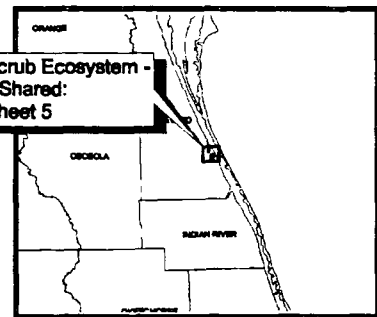 ORANGE
crub Ecosystem -
Shared:
heet 5
OSCEOLA
INDIAN RIVER